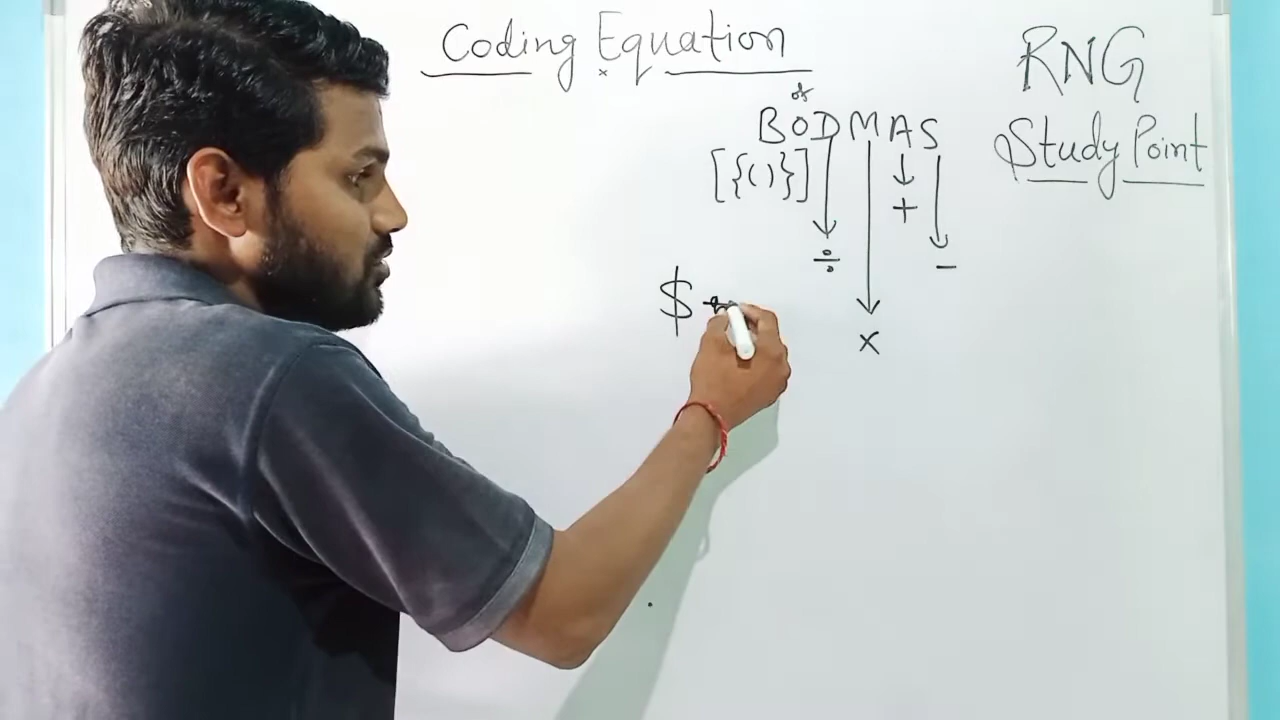 Coding Equation
RNG
Study Point
of
BODMAS
[{()}]
+
÷
-
×
$